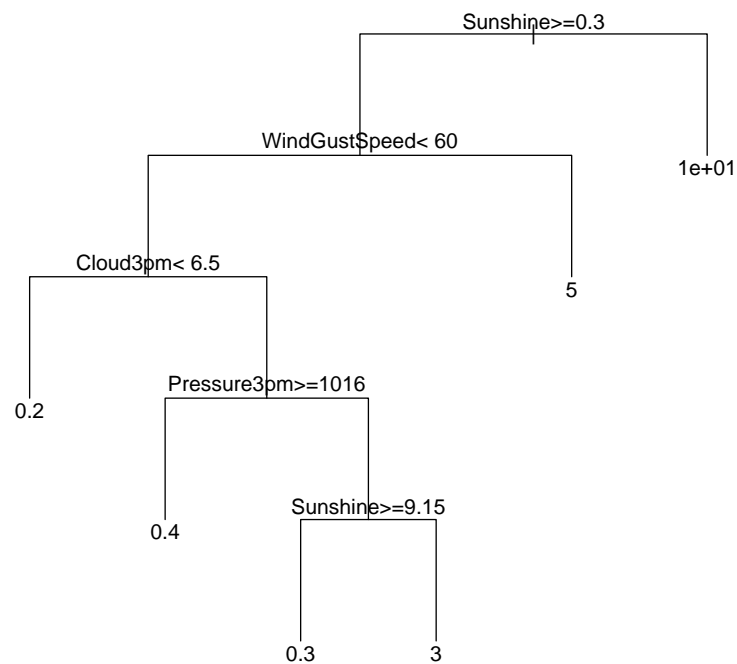 Sunshine>=0.3
WindGustSpeed< 60
1e+01
Cloud3pm< 6.5
5
Pressure3pm>=1016
0.2
Sunshine>=9.15
0.4
0.3
3